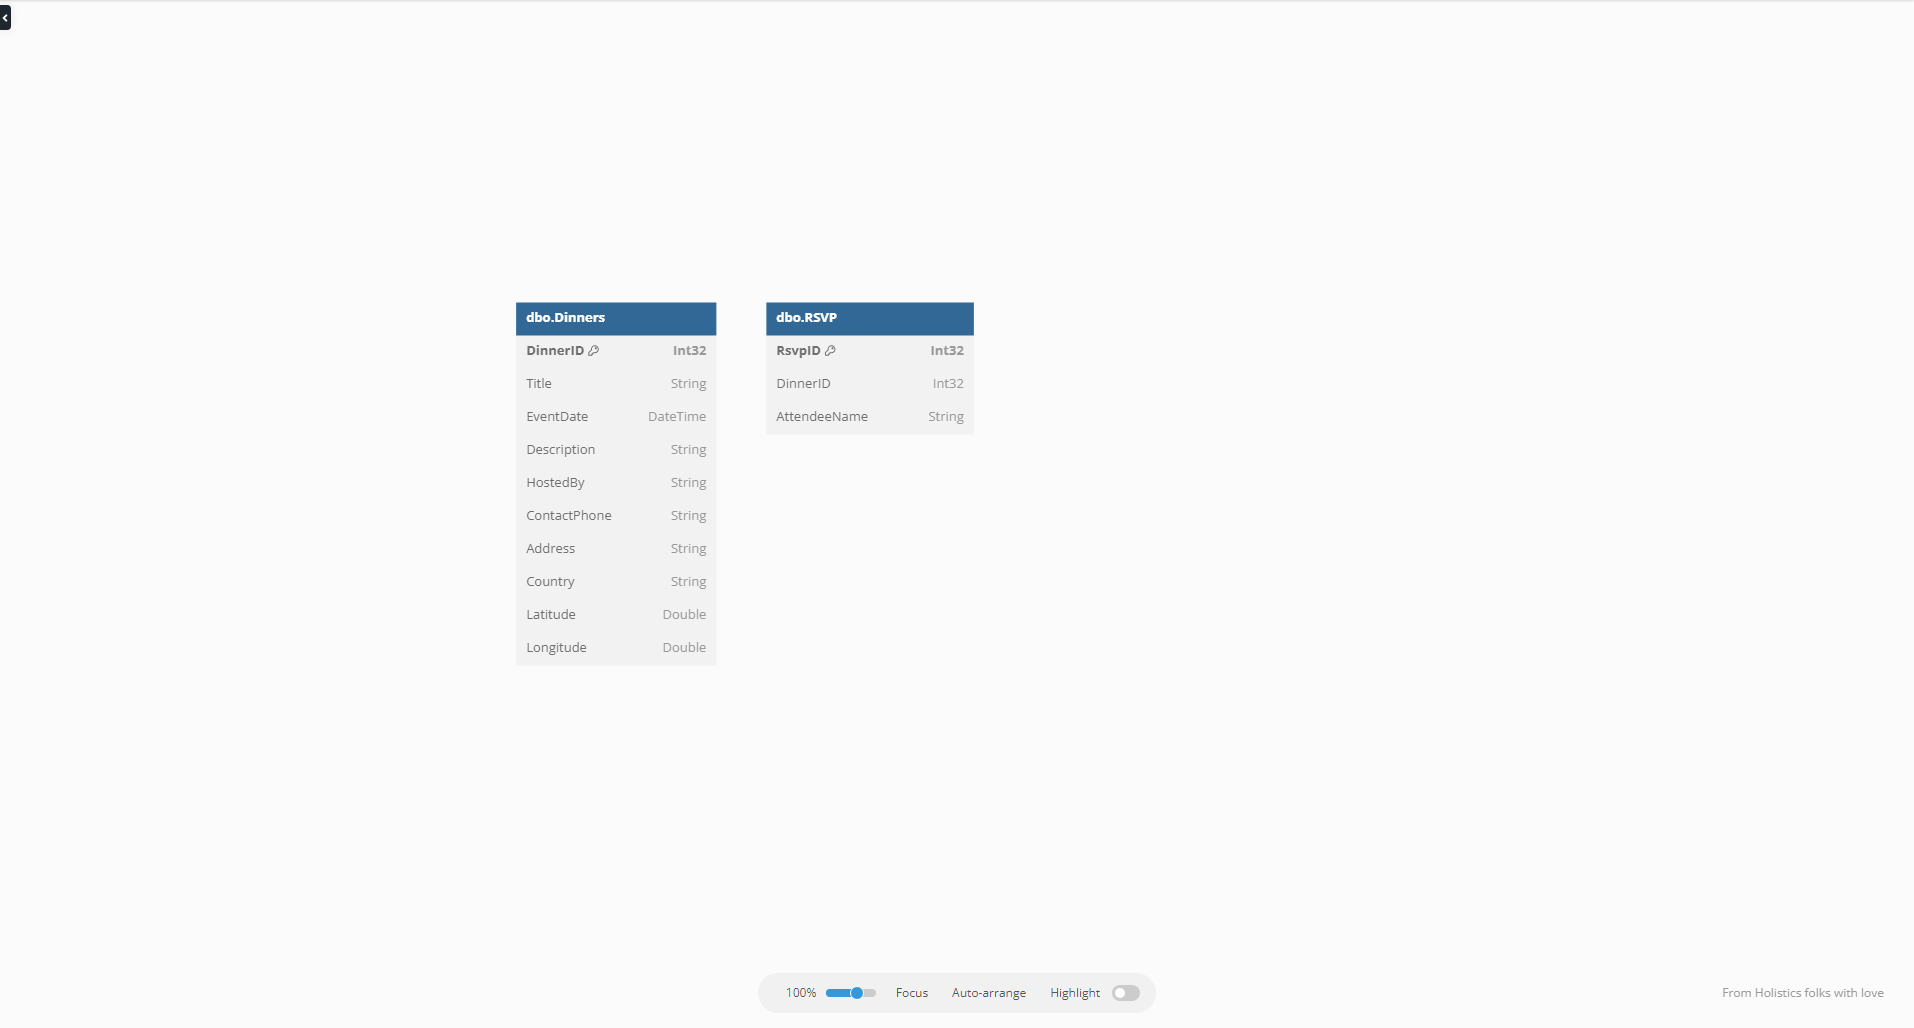 dbo.Dinners
DinnerID Int32
Title String
EventDate DateTime
Description String
HostedBy String
ContactPhone String
Address String
Country String
Latitude Double
Longitude Double
dbo.RSVP
RsvpID Int32
DinnerID Int32
AttendeeName String
100% Focus Auto-arrange Highlight
From Holistics folks with love